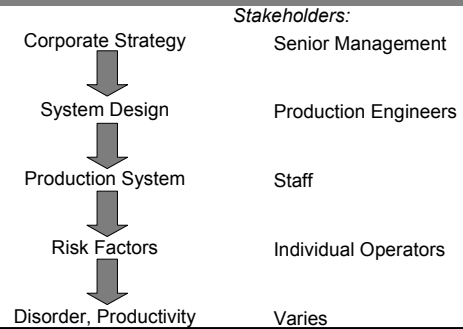 Stakeholders:
Corporate Strategy Senior Management
System Design Production Engineers
Production System Staff
Risk Factors Individual Operators
Disorder, Productivity Varies